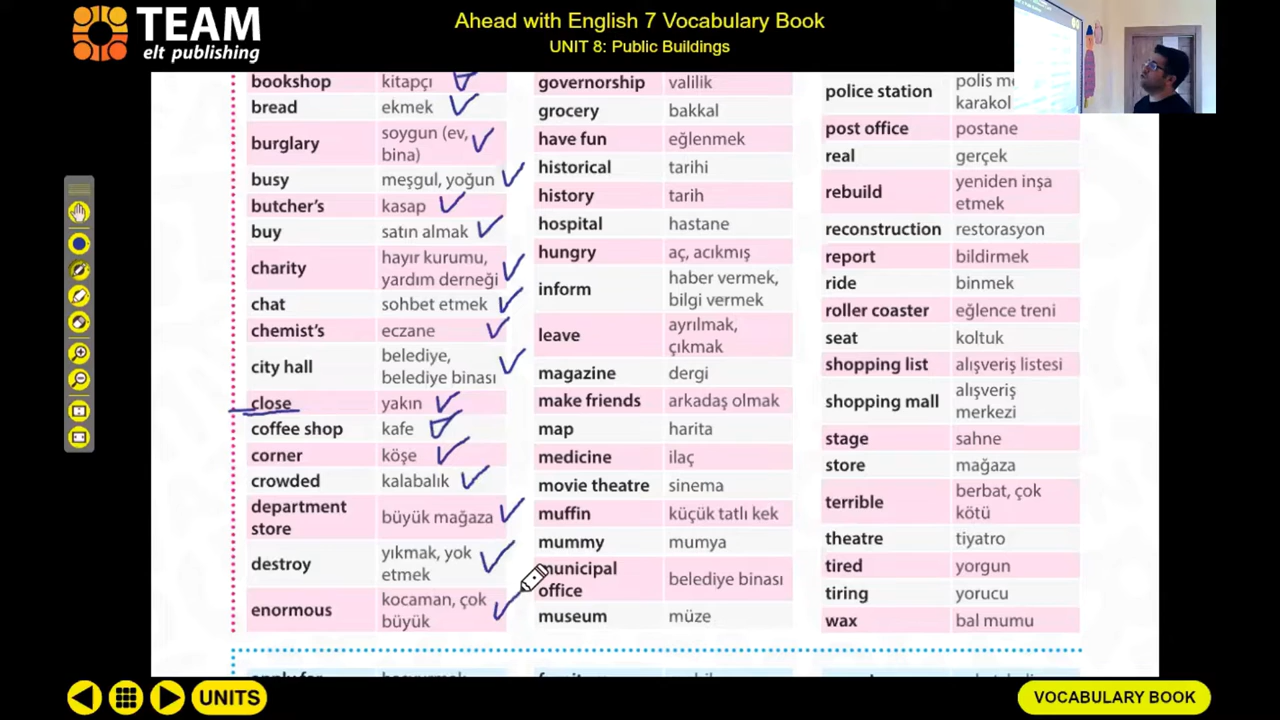 TEAM
elt publishing
Ahead with English 7 Vocabulary Book
UNIT 8: Public Buildings
bookshop kitapçı
bread ekmek
burglary soygun (ev,
bina)
busy meşgul, yoğun
butcher's kasap
buy satın almak
charity hayır kurumu,
yardım derneği
chat sohbet etmek
chemist's eczane
city hall belediye,
belediye binası
close yakın
coffee shop kafe
corner köşe
crowded kalabalık
department
store büyük mağaza
destroy yıkmak, yok
etmek
enormous kocaman, çok
büyük
governorship valilik
grocery bakkal
have fun eğlenmek
historical tarihi
history tarih
hospital hastane
hungry aç, acıkmış
inform haber vermek,
bilgi vermek
leave ayrılmak,
çıkmak
magazine dergi
make friends arkadaş olmak
map harita
medicine ilaç
movie theatre sinema
muffin küçük tatlı kek
mummy mumya
municipal
office belediye binası
museum müze
police station polis
karakol
post office postane
real gerçek
rebuild yeniden inşa
etmek
reconstruction restorasyon
report bildirmek
ride binmek
roller coaster eğlence treni
seat koltuk
shopping list alışveriş listesi
shopping mall alışveriş
merkezi
stage sahne
store mağaza
terrible berbat, çok
kötü
theatre tiyatro
tired yorgun
tiring yorucu
wax bal mumu
UNITS
VOCABULARY BOOK